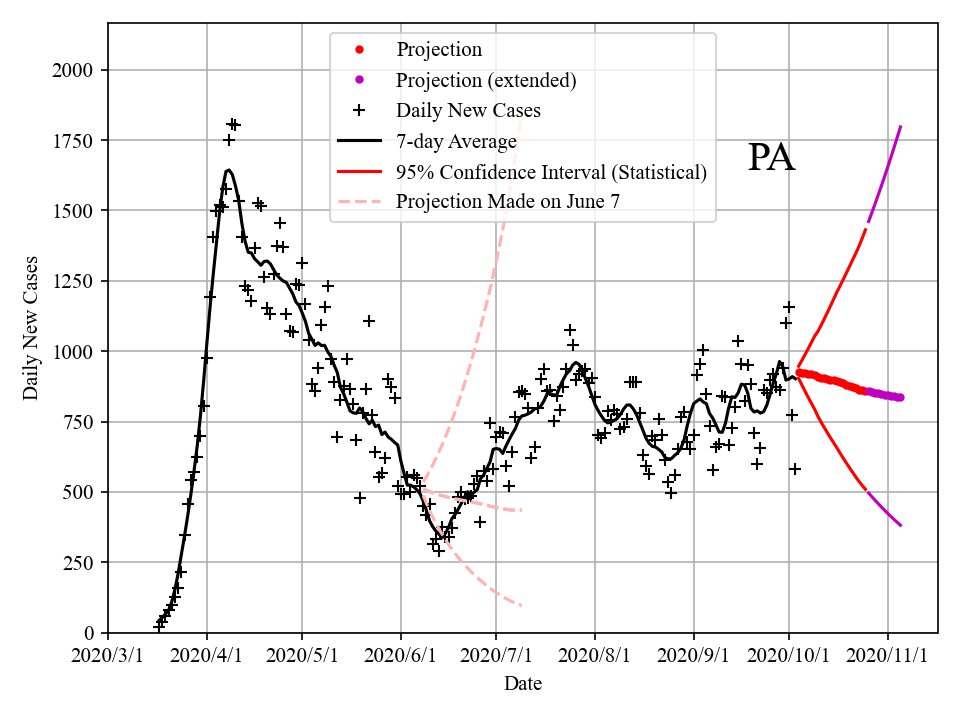 Projection
Projection (extended)
Daily New Cases
7-day Average
95% Confidence Interval (Statistical)
Projection Made on June 7
PA
2000
1750
1500
1250
1000
750
500
250
0
Daily New Cases
2020/3/1 2020/4/1 2020/5/1 2020/6/1 2020/7/1 2020/8/1 2020/9/1 2020/10/1 2020/11/1
Date